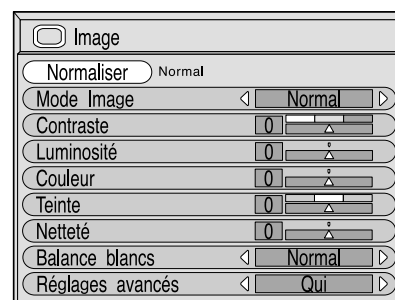 Image
Normaliser Normal
Mode Image Normal
Contraste 0
Luminosité 0
Couleur 0
Teinte 0
Netteté 0
Balance blancs Normal
Réglages avancés Qui